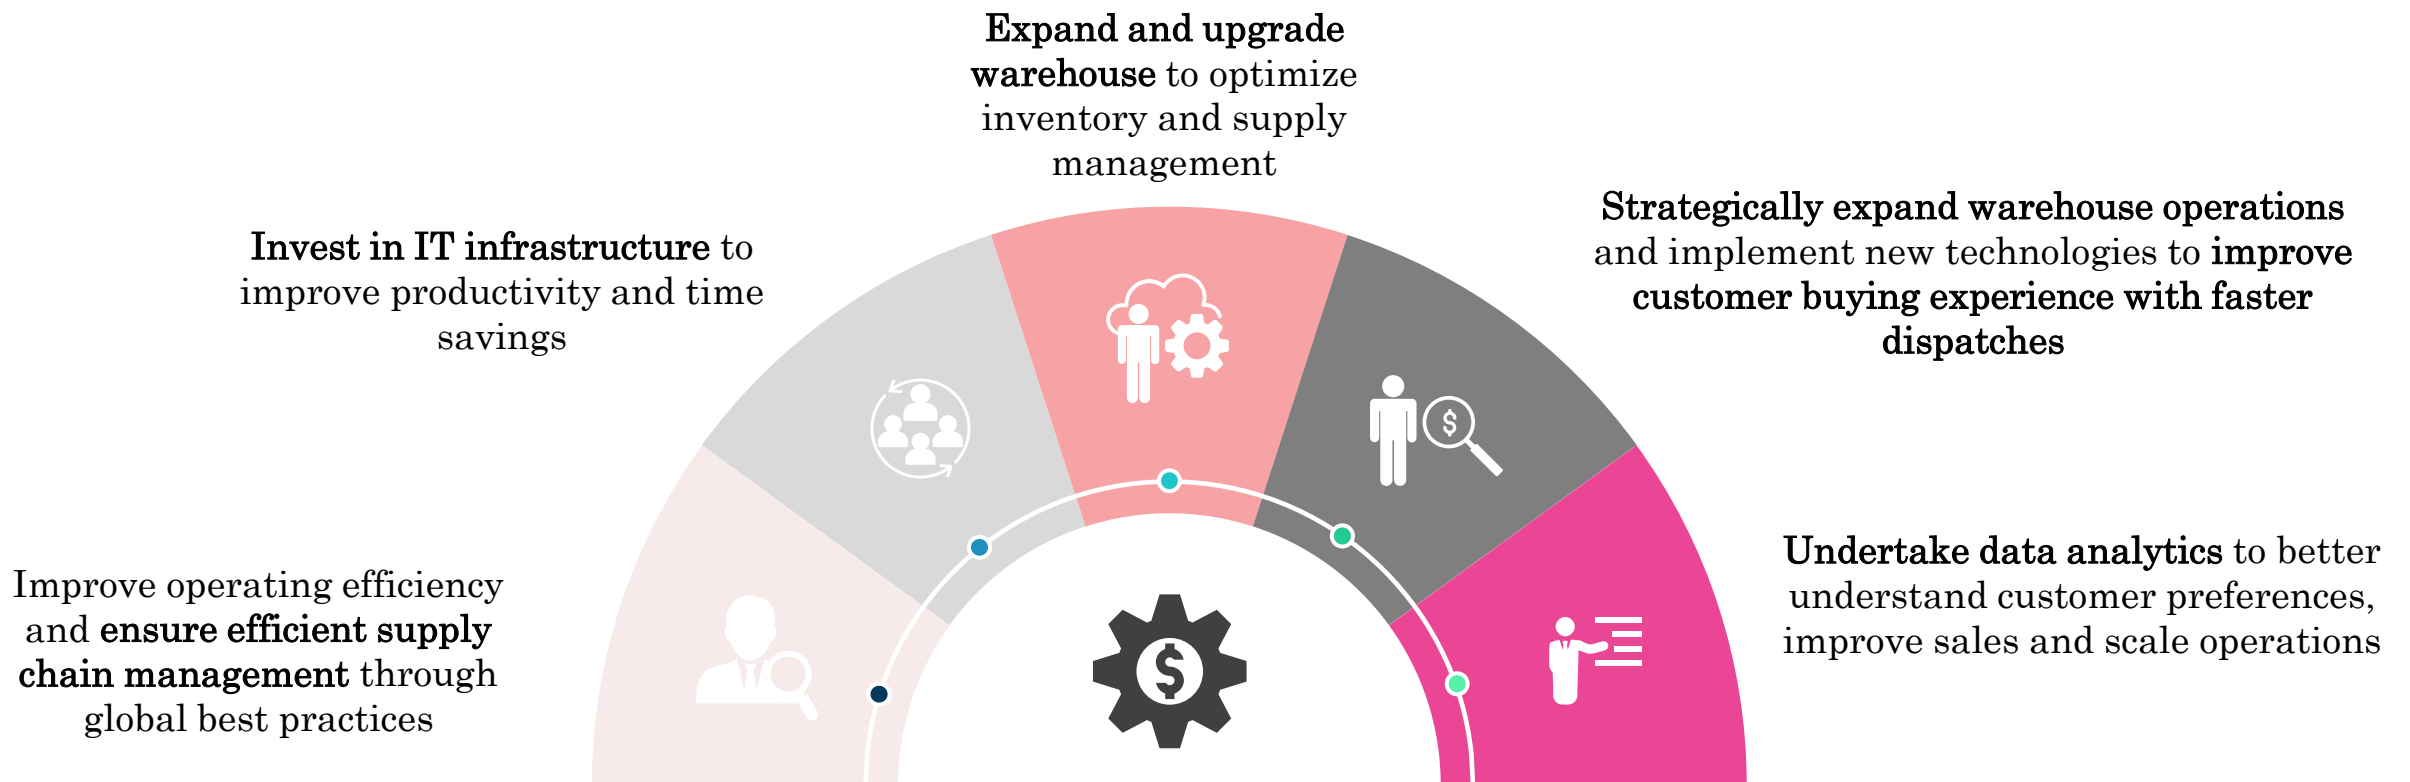 Expand and upgrade
warehouse to optimize
inventory and supply
management
Invest in IT infrastructure to
improve productivity and time
savings
Strategically expand warehouse operations
and implement new technologies to improve
customer buying experience with faster
dispatches
Improve operating efficiency
and ensure efficient supply
chain management through
global best practices
Undertake data analytics to better
understand customer preferences,
improve sales and scale operations
$
$